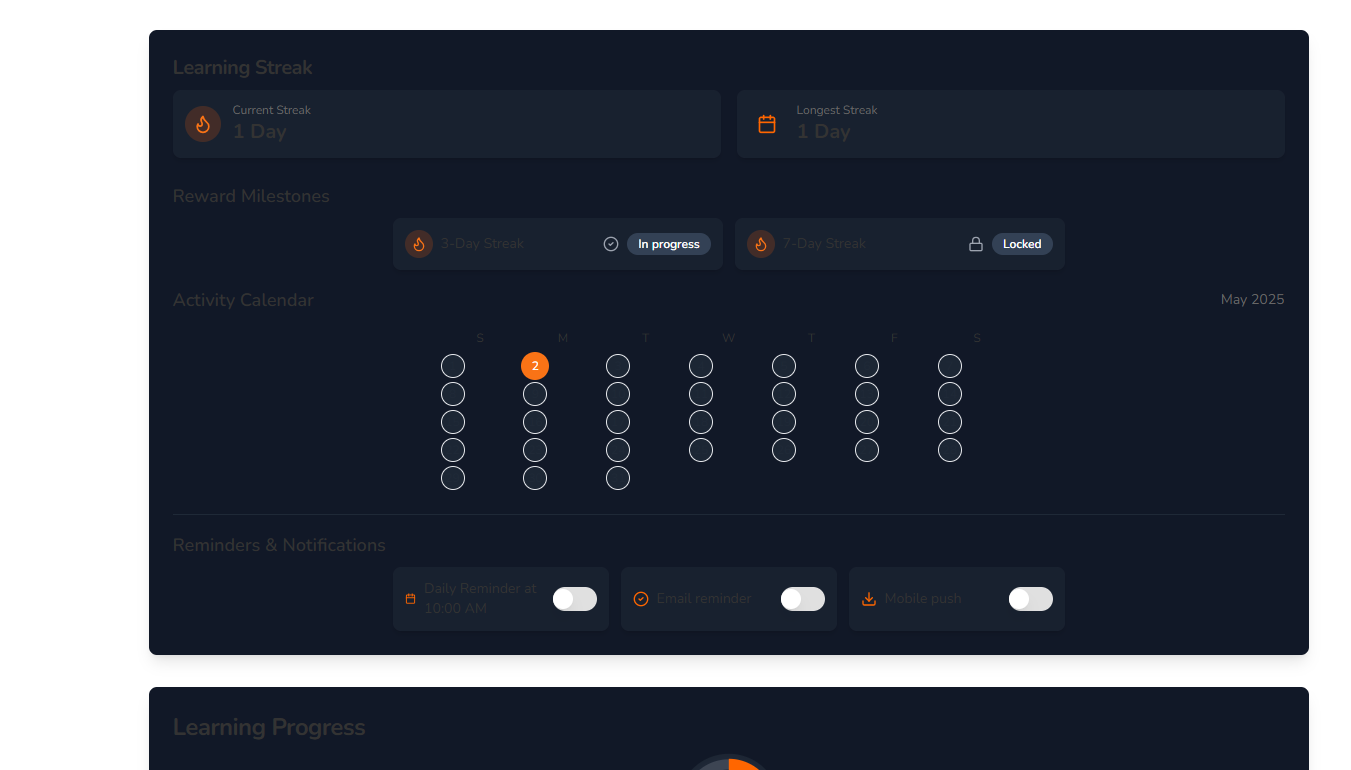 Learning Streak
Current Streak
1 Day
Longest Streak
1 Day
Reward Milestones
3-Day Streak
In progress
7-Day Streak
Locked
Activity Calendar
May 2025
S M T W T F S
2
Reminders & Notifications
Daily Reminder at
10:00 AM
Email reminder
Mobile push
Learning Progress